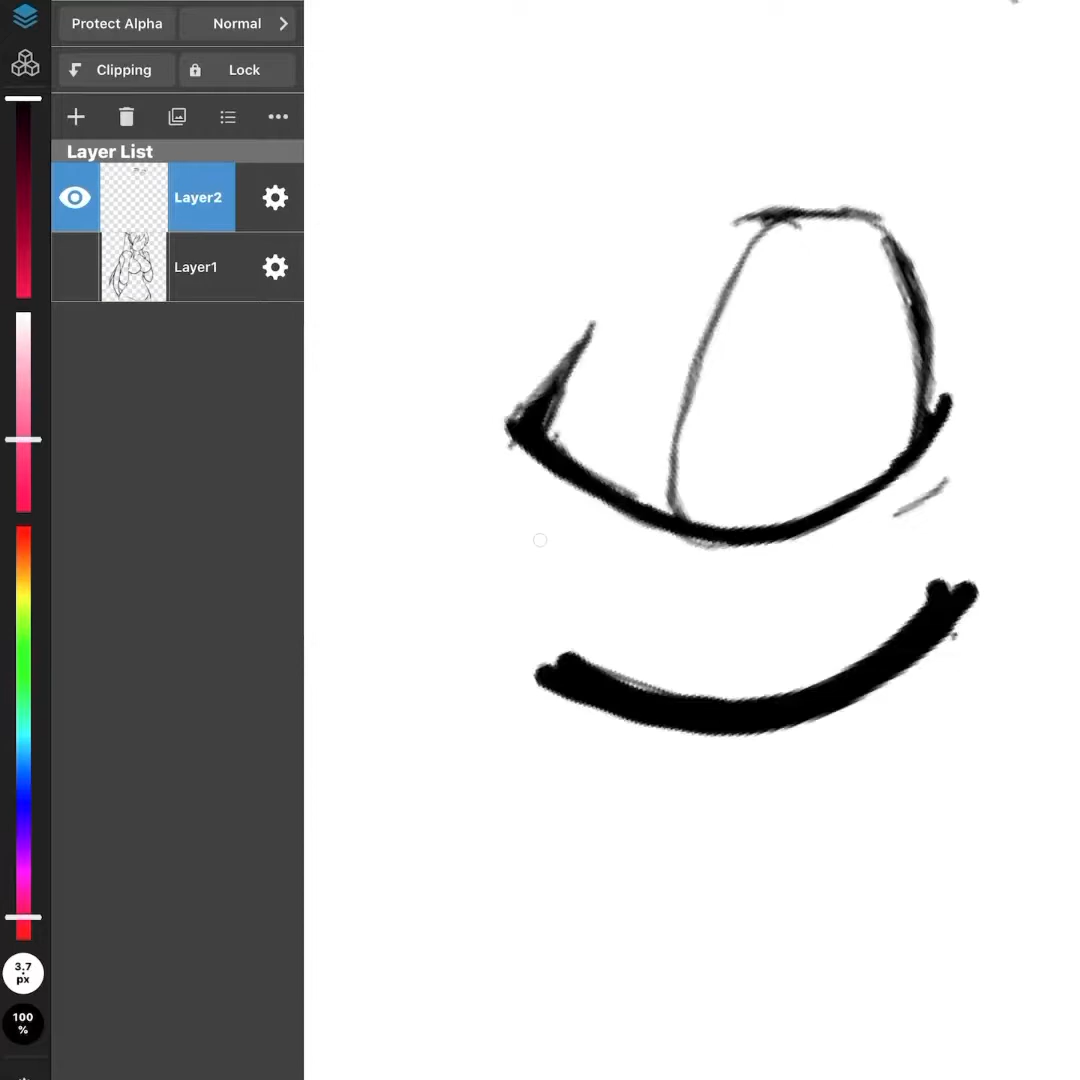 Protect Alpha
Normal
Clipping
Lock
Layer List
Layer2
Layer1
3.7
px
100
%